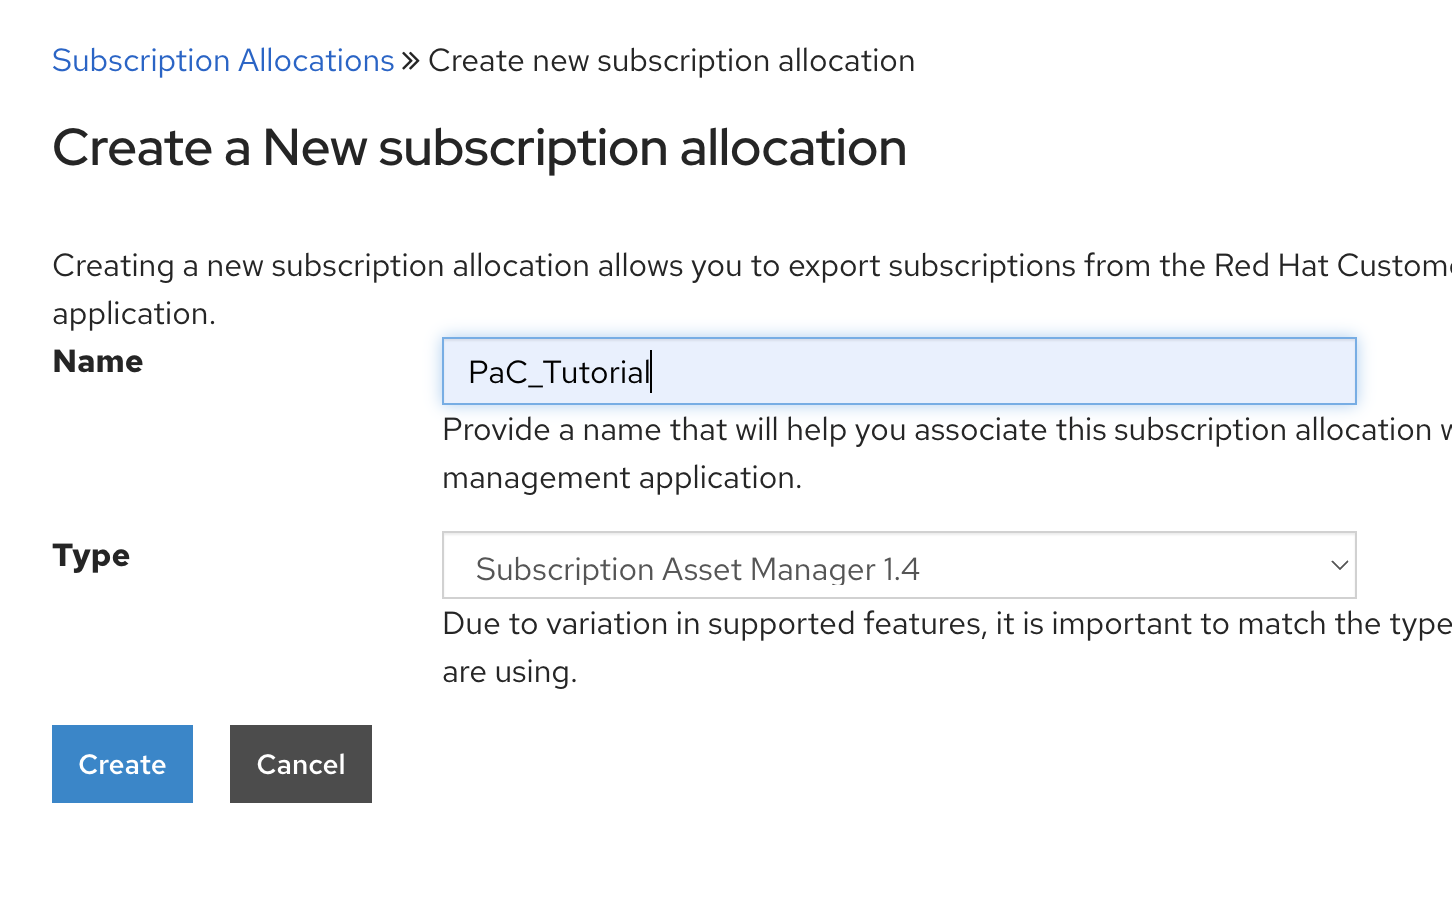 Subscription Allocations » Create new subscription allocation
Create a New subscription allocation
Creating a new subscription allocation allows you to export subscriptions from the Red Hat Custom
application.
Name
PaC_Tutorial
Provide a name that will help you associate this subscription allocation
management application.
Type
Subscription Asset Manager 1.4
Due to variation in supported features, it is important to match the type
are using.
Create
Cancel